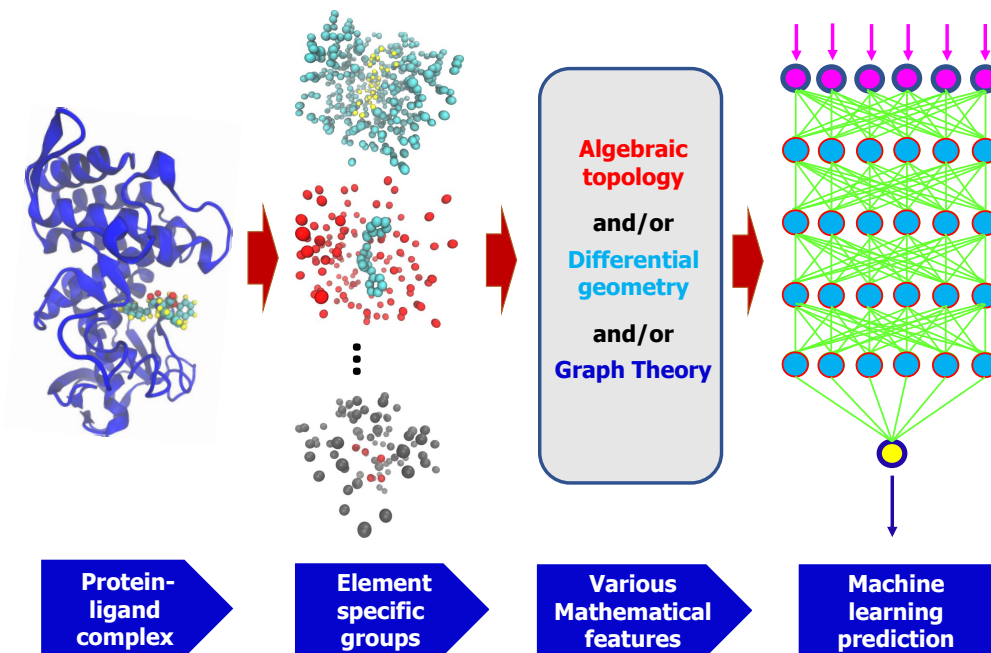 Algebraic
topology
and/or
Differential
geometry
and/or
Graph Theory
Protein-
ligand
complex
Element
specific
groups
Various
Mathematical
features
Machine
learning
prediction